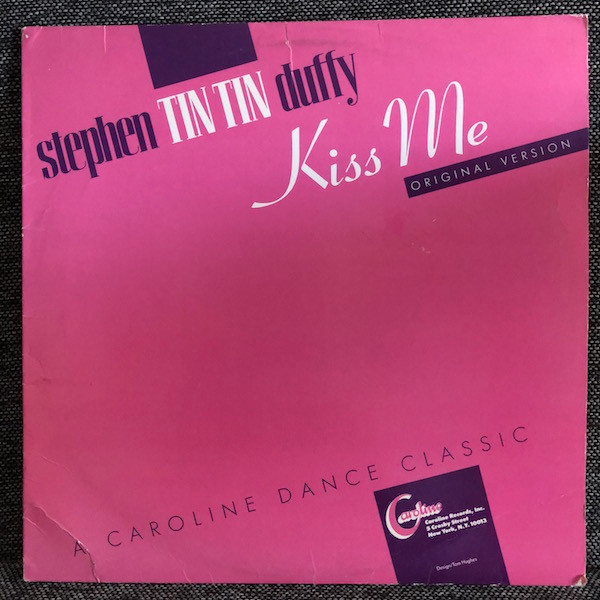 stephen TIN TIN duffy
Kiss Me
ORIGINAL VERSION
A CAROLINE DANCE CLASSIC
Caroline
Caroline Records, Inc.
5 Crosby Street
New York, N.Y. 10013
Design/Tom Hughes